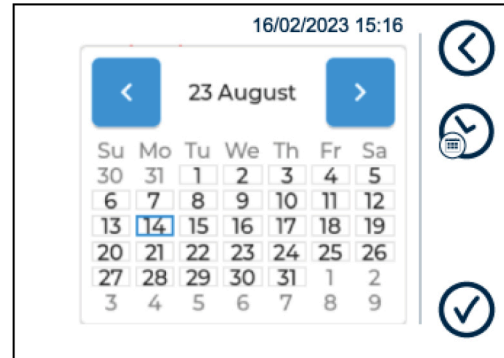 16/02/2023 15:16
23 August
Su Mo Tu We Th Fr Sa
30 31 1 2 3 4 5
6 7 8 9 10 11 12
13 14 15 16 17 18 19
20 21 22 23 24 25 26
27 28 29 30 31 1 2
3 4 5 6 7 8 9